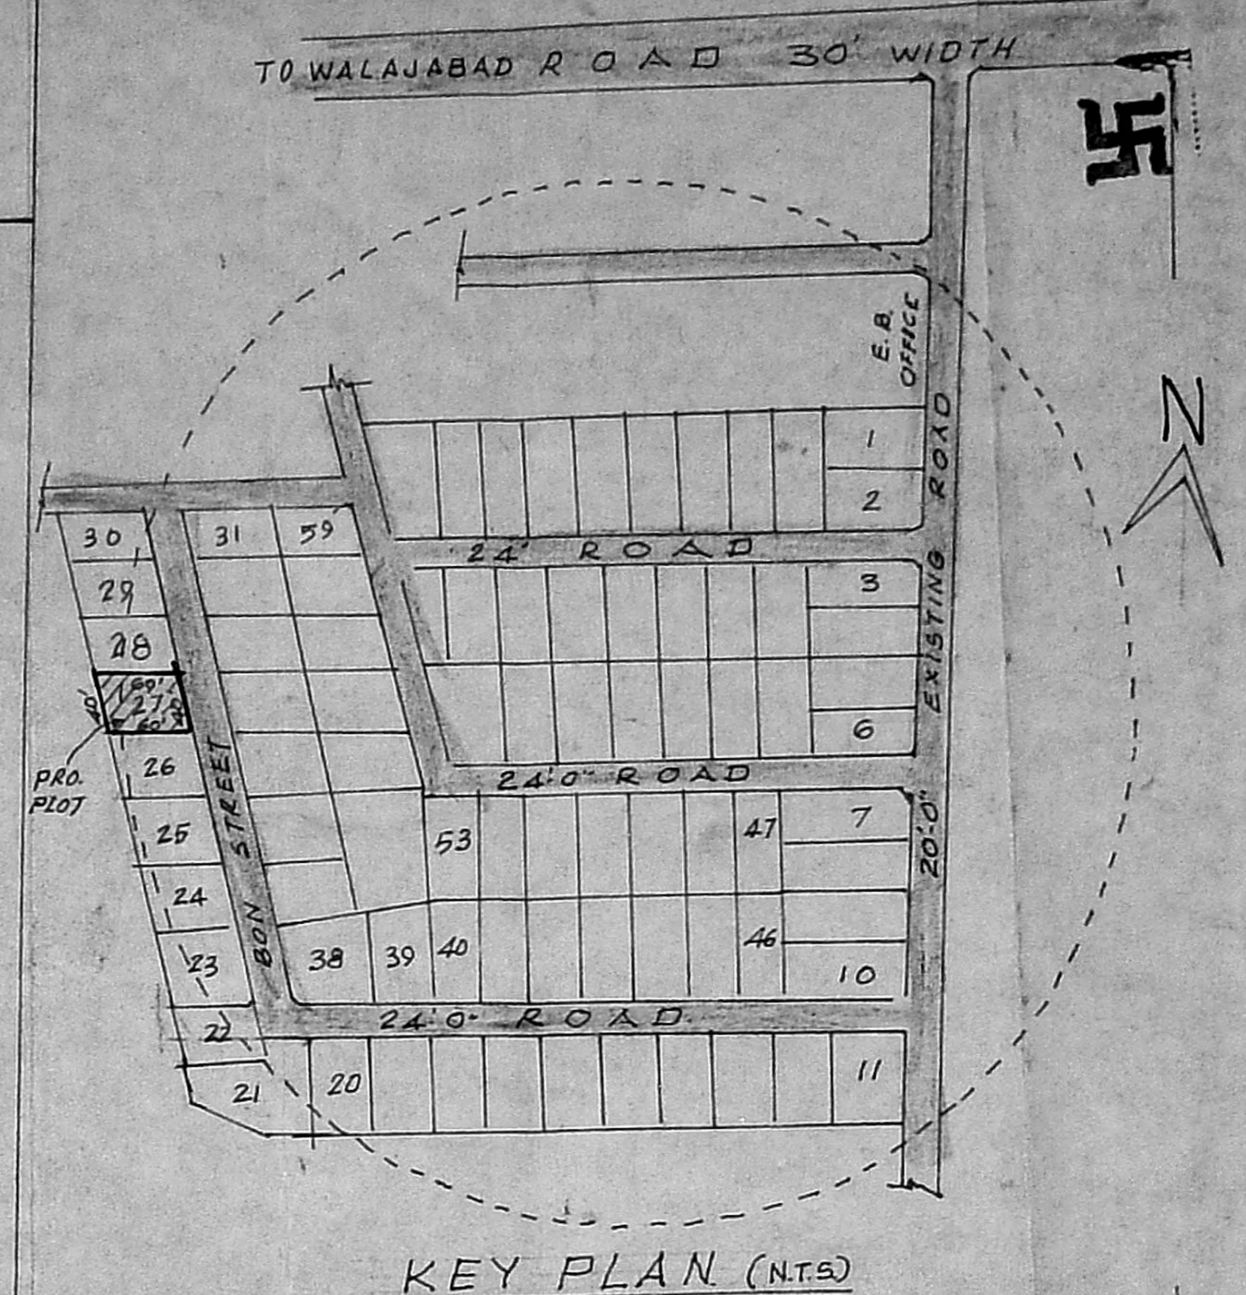 TO WALAJABAD ROAD 30' WIDTH
N
E.B.
OFFICE
EXISTING ROAD
20'-0"
1
2
24' ROAD
30
31
59
29
3
28
60'
27
40'
40'
60'
PRO.
PLOT
6
26
24'-0" ROAD
BON STREET
25
53
47
7
24
23
38
39
40
46
10
22
24'-0" ROAD
21
20
11
KEY PLAN (N.T.S)